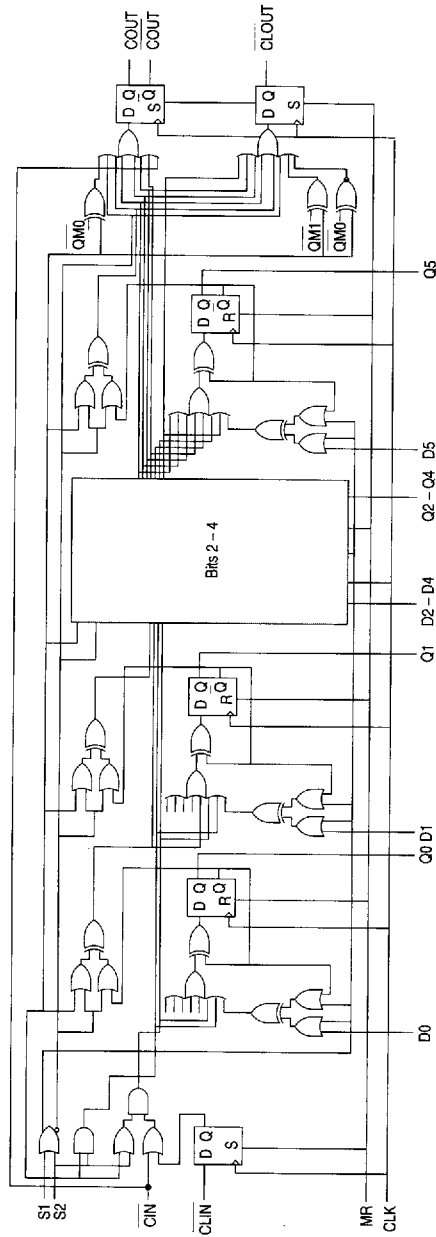 S1
S2
CIN
CLIN
MR
CLK
D Q
S
D0
Q0
D Q
Q
R
D1
Q1
D Q
Q
R
Bits 2 – 4
D2 – D4
Q2 – Q4
D5
Q5
D Q
Q
R
QM0
QM1
QM0
D Q
Q
S
COUT
COUT
D Q
S
CLOUT